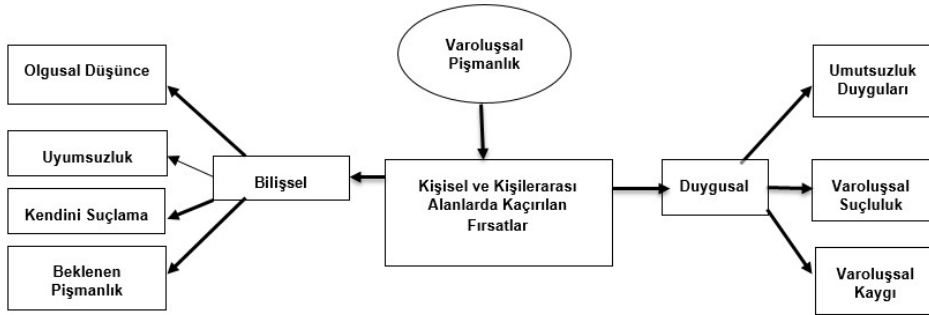 Varoluşsal
Pişmanlık
Olgusal Düşünce
Uyumsuzluk
Kendini Suçlama
Beklenen
Pişmanlık
Bilişsel
Kişisel ve Kişilerarası
Alanlarda Kaçırılan
Fırsatlar
Duygusal
Umutsuzluk
Duyguları
Varoluşsal
Suçluluk
Varoluşsal
Kaygı